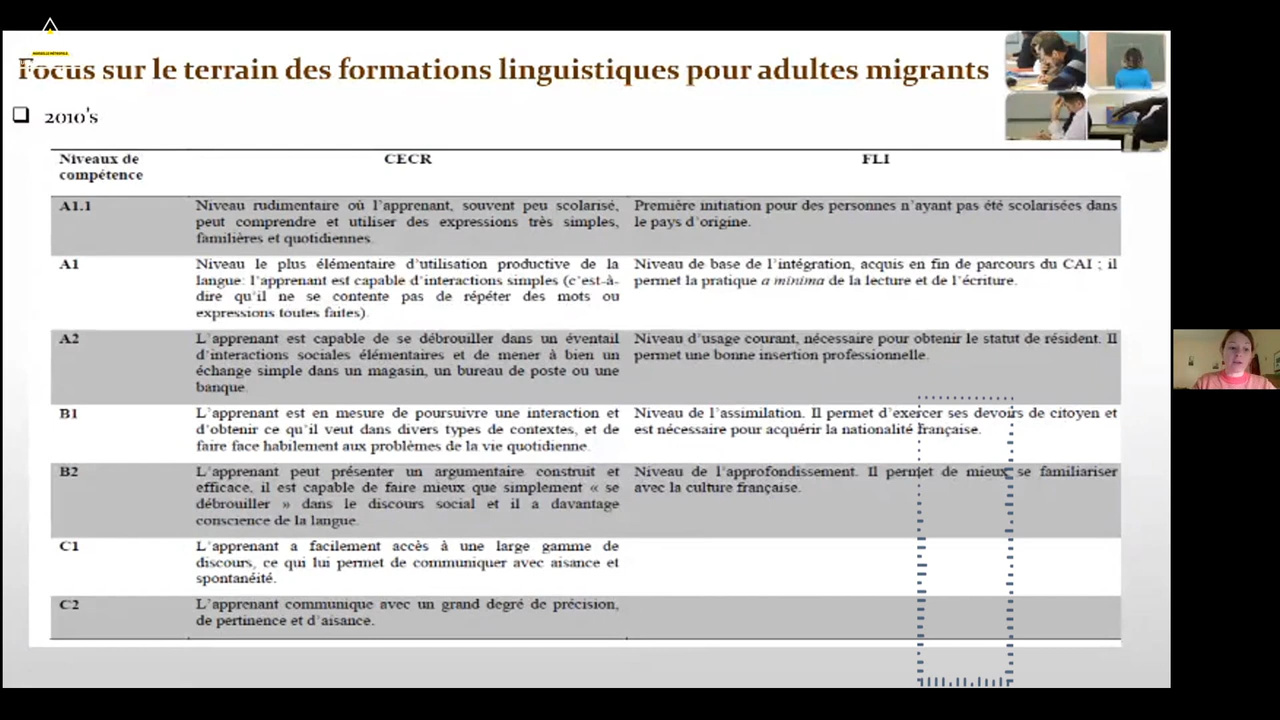 MARSEILLE MÉTROPOLE
Focus sur le terrain des formations linguistiques pour adultes migrants
2010's
Niveaux de compétence
CECR
FLI
A1.1
Niveau rudimentaire où l'apprenant, souvent peu scolarisé,
peut comprendre et utiliser des expressions très simples,
familières et quotidiennes.
Première initiation pour des personnes n'ayant pas été scolarisées dans
le pays d'origine.
A1
Niveau le plus élémentaire d'utilisation productive de la
langue: l'apprenant est capable d'interactions simples (c'est-à-
dire qu'il ne se contente pas de répéter des mots ou
expressions toutes faites).
Niveau de base de l'intégration, acquis en fin de parcours du CAI ; il
permet la pratique a minima de la lecture et de l'écriture.
A2
L'apprenant est capable de se débrouiller dans un éventail
d'interactions sociales élémentaires et de mener à bien un
échange simple dans un magasin, un bureau de poste ou une
banque.
Niveau d'usage courant, nécessaire pour obtenir le statut de résident. Il
permet une bonne insertion professionnelle.
B1
L'apprenant est en mesure de poursuivre une interaction et
d'obtenir ce qu'il veut dans divers types de contextes, et de
faire face habilement aux problèmes de la vie quotidienne.
Niveau de l'assimilation. Il permet d'exercer ses devoirs de citoyen et
est nécessaire pour acquérir la nationalité française.
B2
L'apprenant peut présenter un argumentaire construit et
efficace, il est capable de faire mieux que simplement « se
débrouiller » dans le discours social et il a davantage
conscience de la langue.
Niveau de l'approfondissement. Il permet de mieux se familiariser
avec la culture française.
C1
L'apprenant a facilement accès à une large gamme de
discours, ce qui lui permet de communiquer avec aisance et
spontanéité.
C2
L'apprenant communique avec un grand degré de précision,
de pertinence et d'aisance.